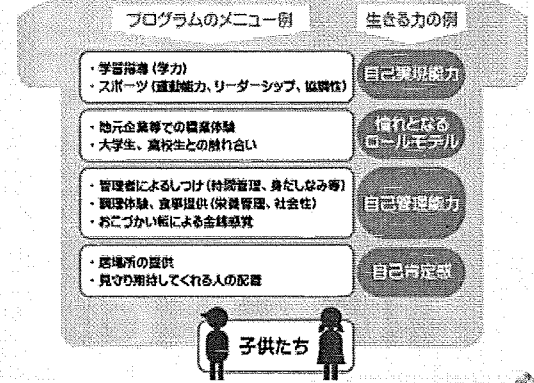 プログラムのメニュー例
生きる力の例
・学習指導(学力)
・スポーツ(運動能力、リーダーシップ、協調性)
自己実現能力
・地元企業等での職業体験
・大学生、高校生との触れ合い
憧れとなる
ロールモデル
・管理者によるしつけ(時間管理、身だしなみ等)
・調理体験、食事提供(栄養管理、社会性)
・おこづかい帳による金銭感覚
自己管理能力
・居場所の提供
・見守り期待してくれる人の配置
自己肯定感
子供たち